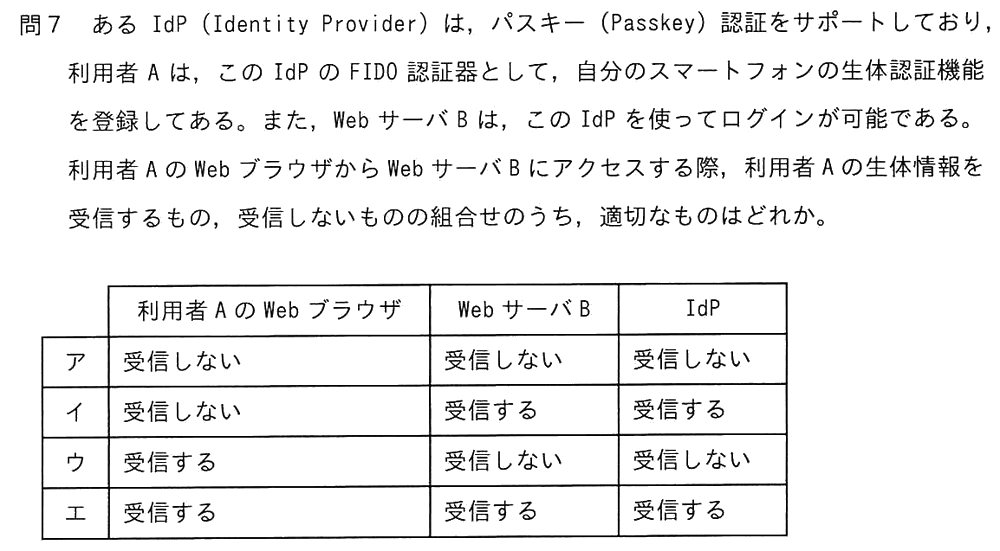 問7 ある IdP（Identity Provider）は，パスキー（Passkey）認証をサポートしており，
利用者 A は，この IdP の FIDO 認証器として，自分のスマートフォンの生体認証機能
を登録してある。また，Web サーバ B は，この IdP を使ってログインが可能である。
利用者 A の Web ブラウザから Web サーバ B にアクセスする際，利用者 A の生体情報を
受信するもの，受信しないものの組合せのうち，適切なものはどれか。
利用者 A の Web ブラウザ Web サーバ B IdP
ア 受信しない 受信しない 受信しない
イ 受信しない 受信する 受信する
ウ 受信する 受信しない 受信しない
エ 受信する 受信する 受信する